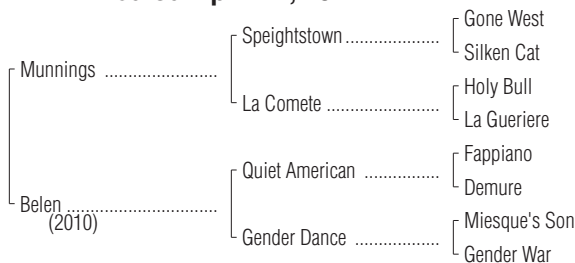 Gone West
Speightstown
Silken Cat
Munnings
Holy Bull
La Comete
La Gueriere
Fappiano
Quiet American
Demure
Belen
(2010)
Miesque's Son
Gender Dance
Gender War